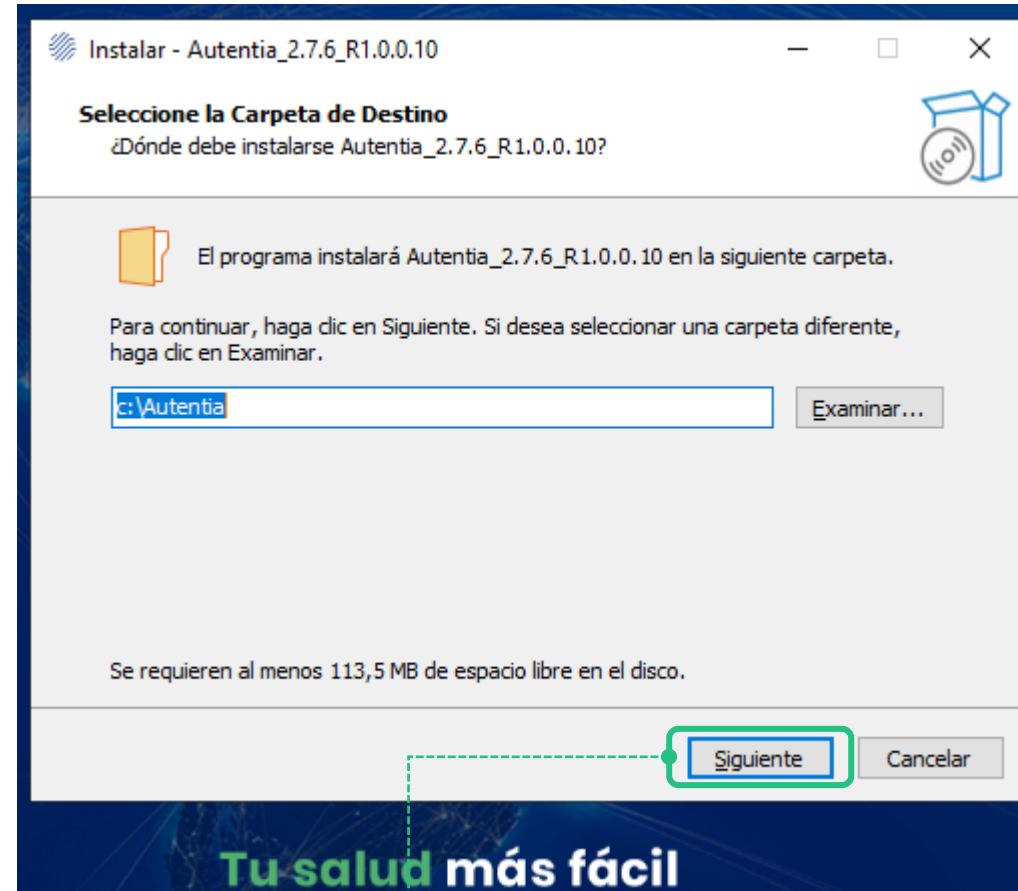 Instalar - Autentia_2.7.6_R1.0.0.10
Seleccione la Carpeta de Destino
¿Dónde debe instalarse Autentia_2.7.6_R1.0.0.10?
El programa instalará Autentia_2.7.6_R1.0.0.10 en la siguiente carpeta.
Para continuar, haga clic en Siguiente. Si desea seleccionar una carpeta diferente,
haga clic en Examinar.
c:\Autentia
Examinar...
Se requieren al menos 113,5 MB de espacio libre en el disco.
Siguiente
Cancelar
Tu salud más fácil